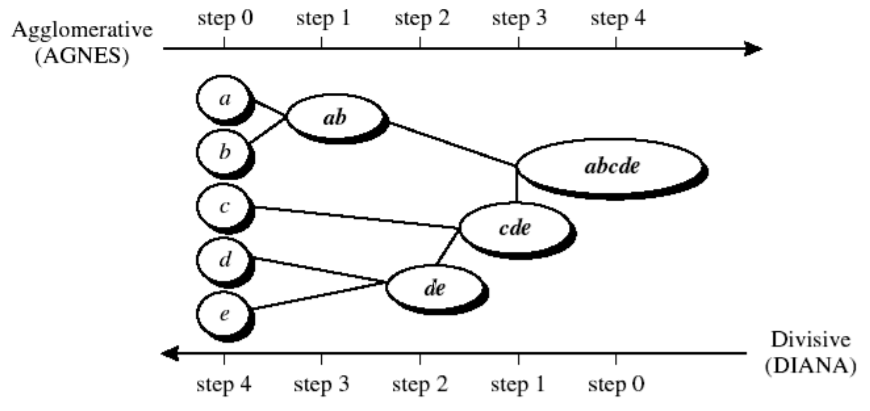 step 0 step 1 step 2 step 3 step 4
Agglomerative
(AGNES)
a
ab
b
abcde
c
cde
d
de
e
Divisive
(DIANA)
step 4 step 3 step 2 step 1 step 0